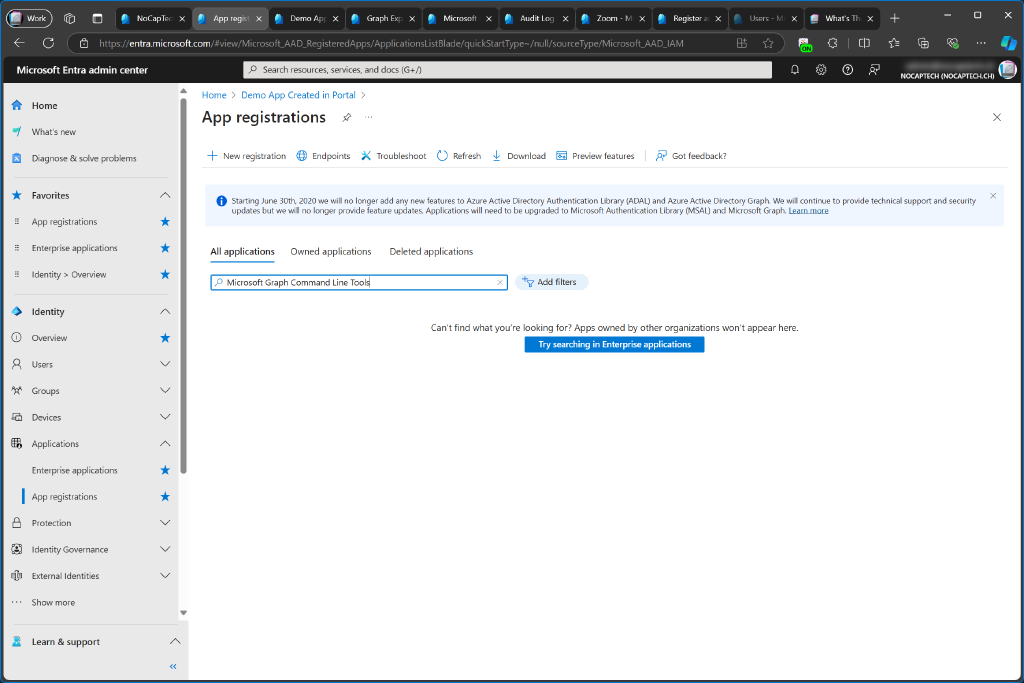 Work
NoCapTec
App regist
Demo App
Graph Exp
Microsoft
Audit Log
Zoom - M
Register a
Users - Mi
What's Th
https://entra.microsoft.com/#view/Microsoft_AAD_RegisteredApps/ApplicationsListBlade/quickStartType~/null/sourceType/Microsoft_AAD_IAM
ON
Microsoft Entra admin center
Search resources, services, and docs (G+/)
NOCAPTECH (NOCAPTECH.CH)
Home
What's new
Diagnose & solve problems
Favorites
App registrations
Enterprise applications
Identity > Overview
Identity
Overview
Users
Groups
Devices
Applications
Enterprise applications
App registrations
Protection
Identity Governance
External Identities
Show more
Learn & support
Home > Demo App Created in Portal >
App registrations
New registration
Endpoints
Troubleshoot
Refresh
Download
Preview features
Got feedback?
Starting June 30th, 2020 we will no longer add any new features to Azure Active Directory Authentication Library (ADAL) and Azure Active Directory Graph. We will continue to provide technical support and security
updates but we will no longer provide feature updates. Applications will need to be upgraded to Microsoft Authentication Library (MSAL) and Microsoft Graph. Learn more
All applications
Owned applications
Deleted applications
Microsoft Graph Command Line Tools
Add filters
Can't find what you're looking for? Apps owned by other organizations won't appear here.
Try searching in Enterprise applications